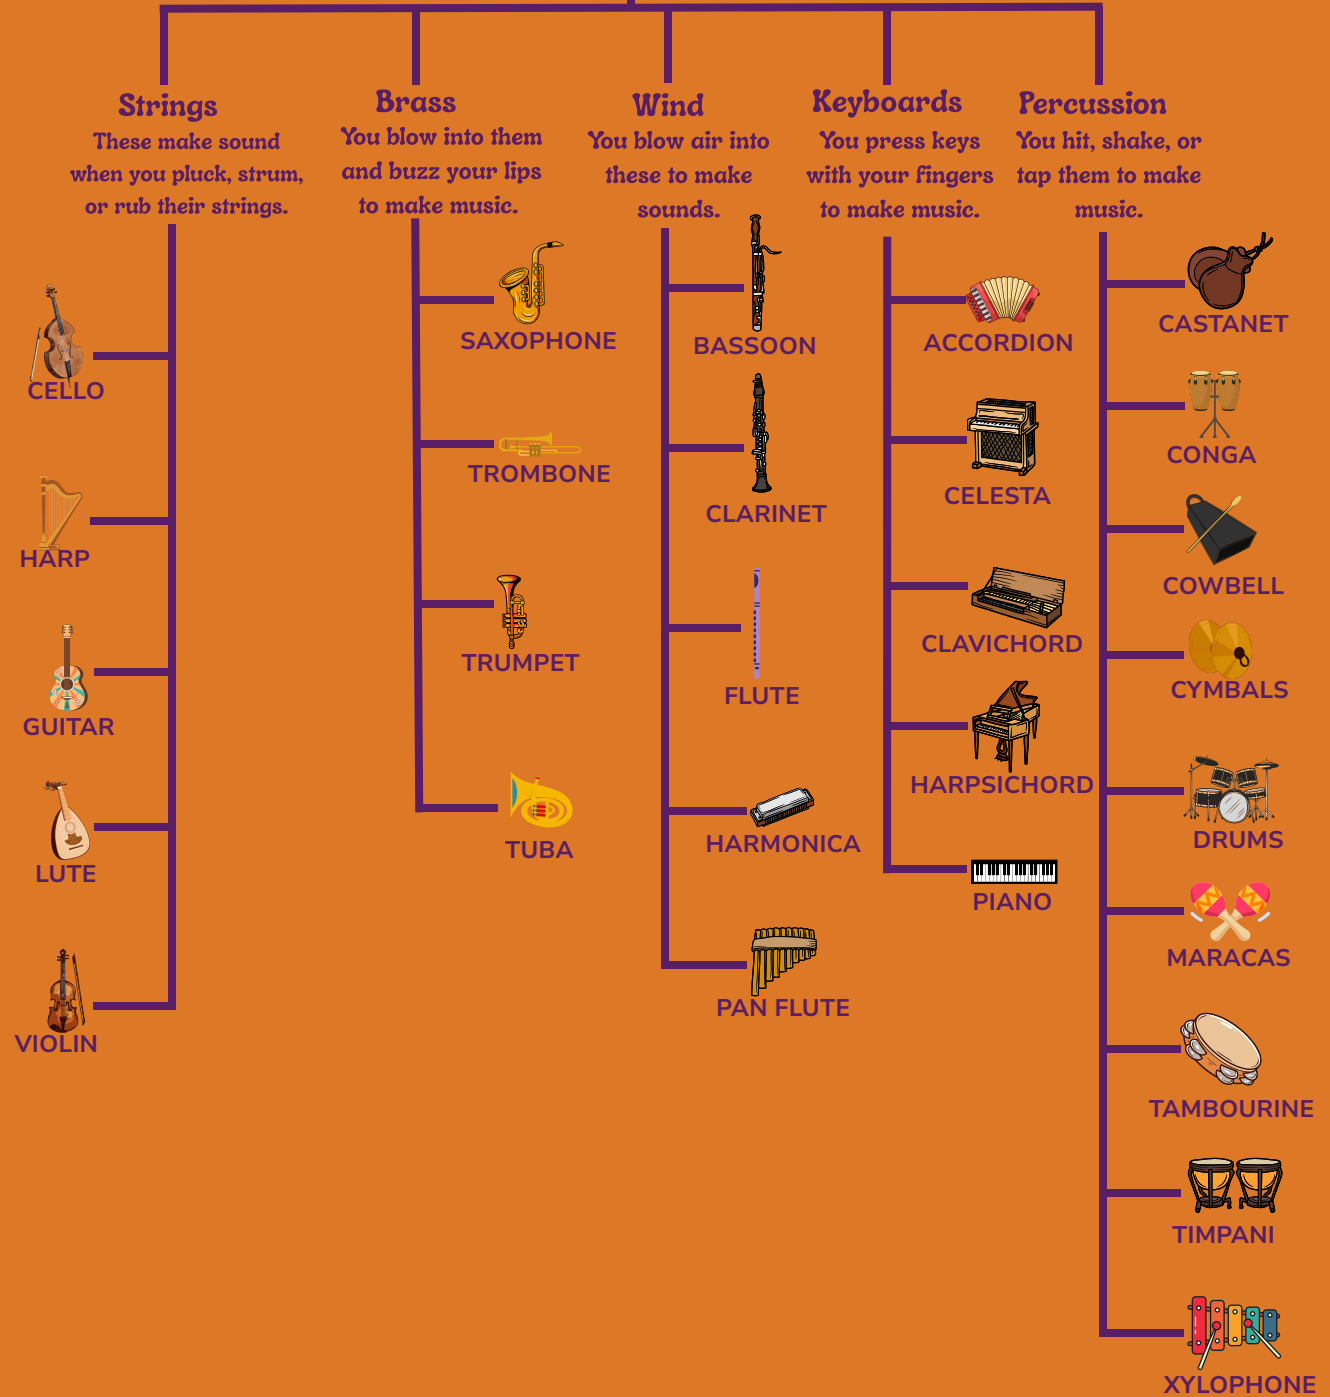 Strings
These make sound
when you pluck, strum,
or rub their strings.
CELLO
HARP
GUITAR
LUTE
VIOLIN
Brass
You blow into them
and buzz your lips
to make music.
SAXOPHONE
TROMBONE
TRUMPET
TUBA
Wind
You blow air into
these to make
sounds.
BASSOON
CLARINET
FLUTE
HARMONICA
PAN FLUTE
Keyboards
You press keys
with your fingers
to make music.
ACCORDION
CELESTA
CLAVICHORD
HARPSICHORD
PIANO
Percussion
You hit, shake, or
tap them to make
music.
CASTANET
CONGA
COWBELL
CYMBALS
DRUMS
MARACAS
TAMBOURINE
TIMPANI
XYLOPHONE